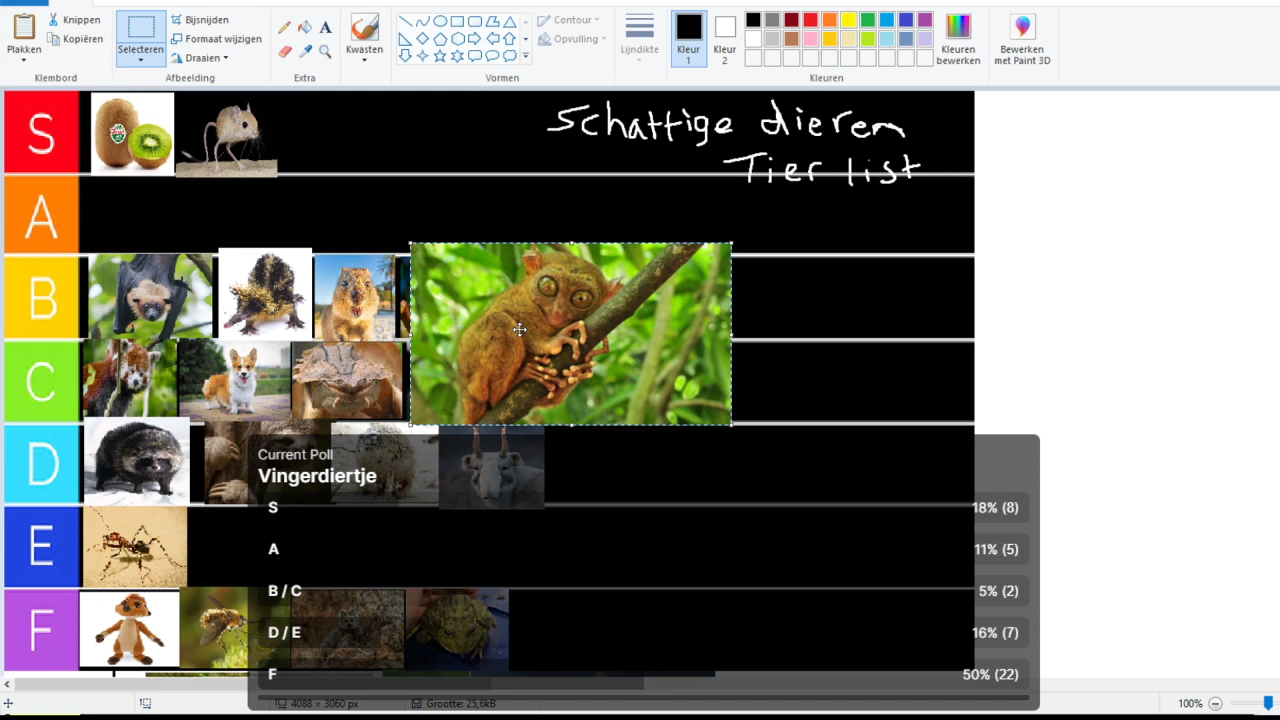 Plakken
Knippen
Kopiëren
Klembord
Selecteren
Bijsnijden
Formaat wijzigen
Draaien
Afbeelding
A
Extra
Kwasten
Vormen
Contour
Opvulling
Lijndikte
Kleur
1
Kleur
2
Kleuren
bewerken
Kleuren
Bewerken
met Paint 3D
Schattige dieren
Tier list
S
A
B
C
D
E
F
Current Poll
Vingerdiertje
S 18% (8)
A 11% (5)
B / C 5% (2)
D / E 16% (7)
F 50% (22)
4088 × 3060 px
Grootte: 25,6kB
100%